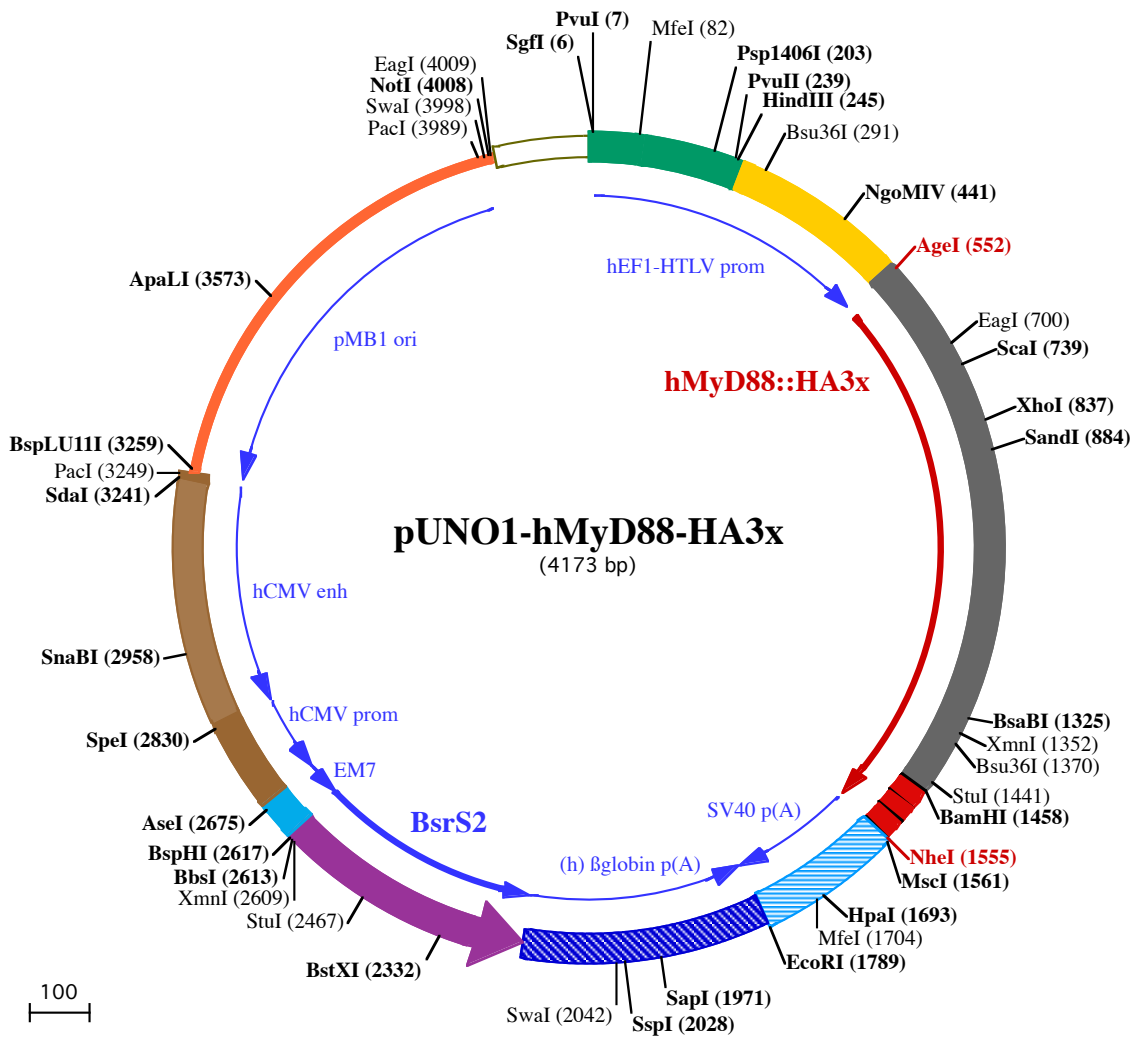 PvuI (7)
SgfI (6)
MfeI (82)
Psp1406I (203)
PvuII (239)
HindIII (245)
Bsu36I (291)
EagI (4009)
NotI (4008)
SwaI (3998)
PacI (3989)
NgoMIV (441)
AgeI (552)
hEF1-HTLV prom
ApaLI (3573)
pMB1 ori
EagI (700)
ScaI (739)
hMyD88::HA3x
XhoI (837)
SandI (884)
BspLU11I (3259)
PacI (3249)
SdaI (3241)
pUNO1-hMyD88-HA3x
(4173 bp)
hCMV enh
SnaBI (2958)
hCMV prom
SpeI (2830)
BsaBI (1325)
XmnI (1352)
Bsu36I (1370)
EM7
StuI (1441)
BamHI (1458)
SV40 p(A)
BsrS2
AseI (2675)
BspHI (2617)
BbsI (2613)
XmnI (2609)
StuI (2467)
NheI (1555)
MscI (1561)
(h) ßglobin p(A)
HpaI (1693)
MfeI (1704)
EcoRI (1789)
BstXI (2332)
SapI (1971)
SwaI (2042)
SspI (2028)
100